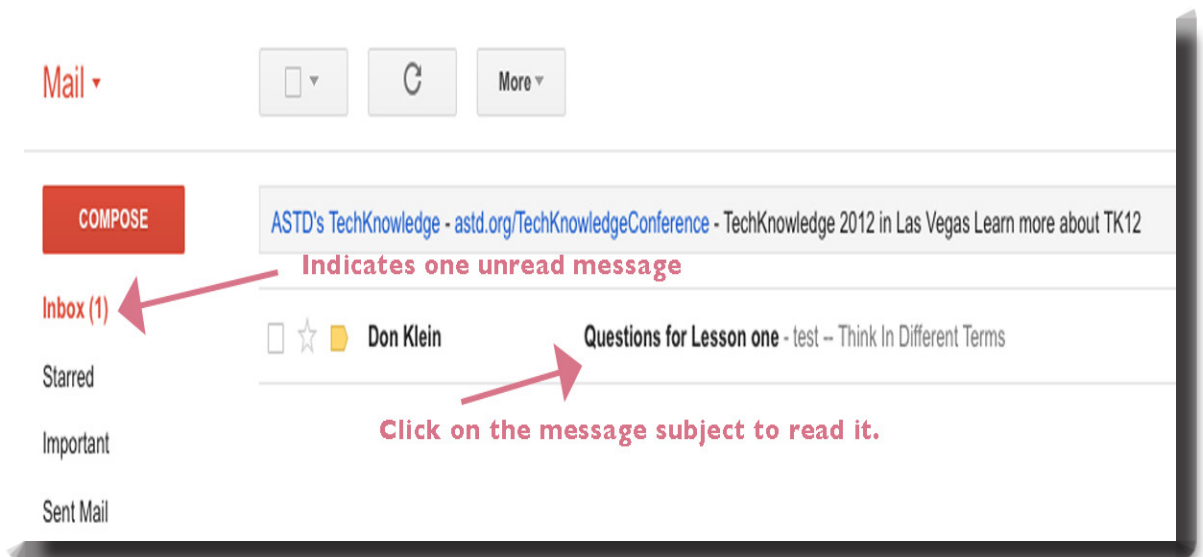 Mail
More
COMPOSE
ASTD's TechKnowledge - astd.org/TechKnowledgeConference - TechKnowledge 2012 in Las Vegas Learn more about TK12
Indicates one unread message
Inbox (1)
Don Klein Questions for Lesson one - test -- Think In Different Terms
Starred
Click on the message subject to read it.
Important
Sent Mail